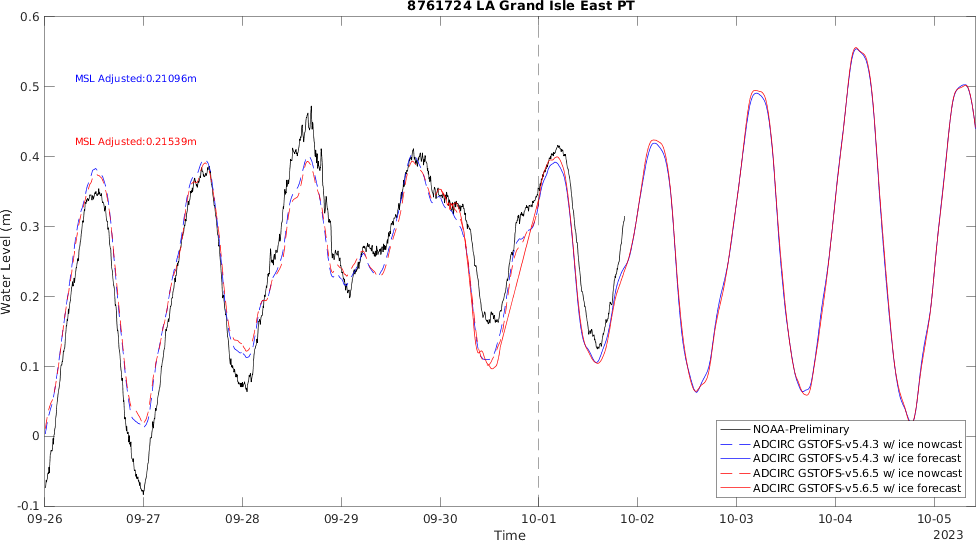 8761724 LA Grand Isle East PT
0.6
0.5
0.4
0.3
0.2
0.1
0
-0.1
Water Level (m)
MSL Adjusted:0.21096m
MSL Adjusted:0.21539m
NOAA-Preliminary
ADCIRC GSTOFS-v5.4.3 w/ ice nowcast
ADCIRC GSTOFS-v5.4.3 w/ ice forecast
ADCIRC GSTOFS-v5.6.5 w/ ice nowcast
ADCIRC GSTOFS-v5.6.5 w/ ice forecast
09-26 09-27 09-28 09-29 09-30 10-01 10-02 10-03 10-04 10-05
Time
2023